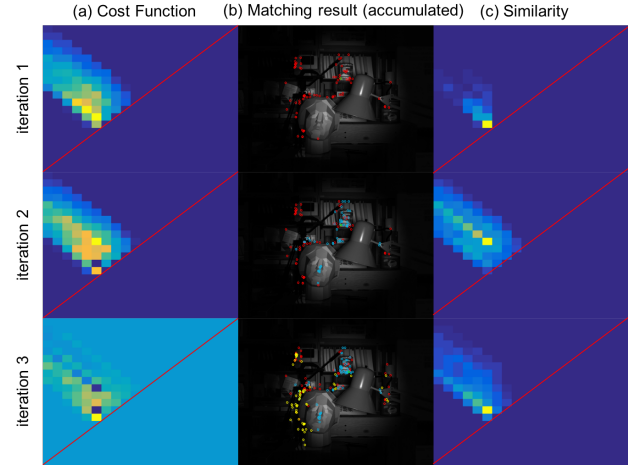 (a) Cost Function (b) Matching result (accumulated) (c) Similarity
iteration 1
iteration 2
iteration 3